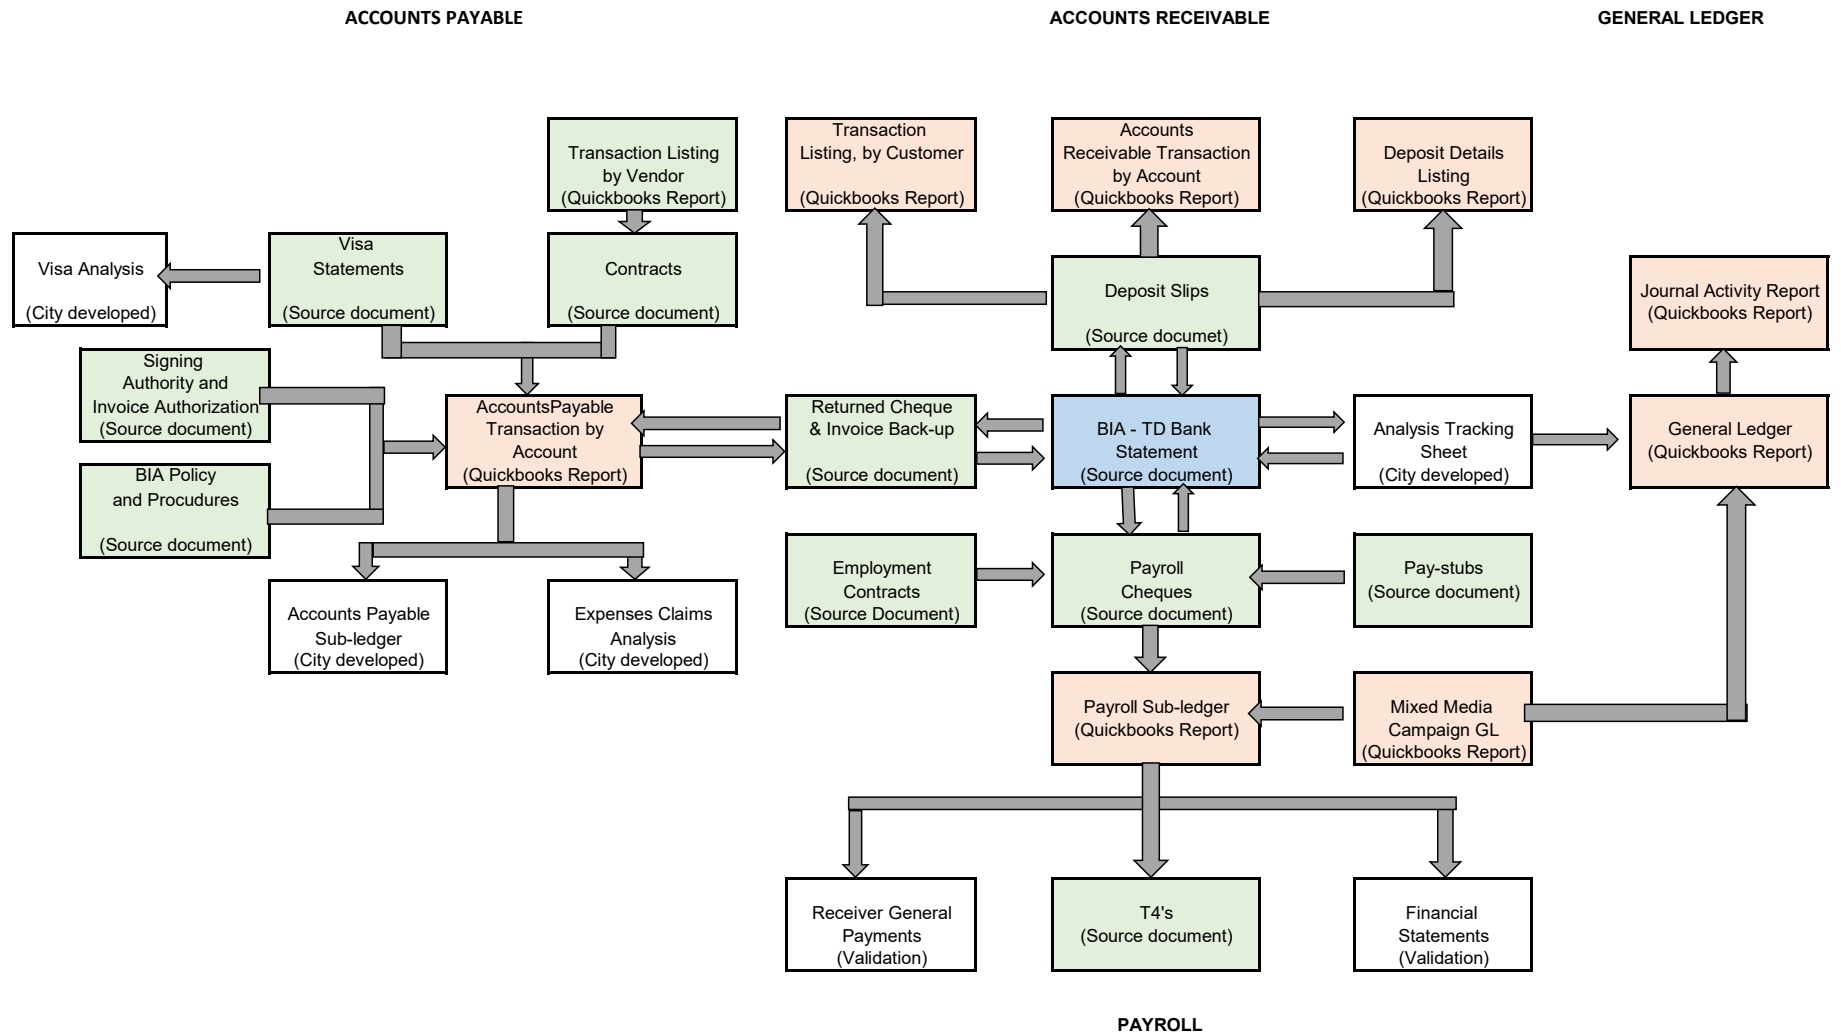 ACCOUNTS PAYABLE
ACCOUNTS RECEIVABLE
GENERAL LEDGER
Transaction Listing
by Vendor
(Quickbooks Report)
Transaction
Listing, by Customer
(Quickbooks Report)
Accounts
Receivable Transaction
by Account
(Quickbooks Report)
Deposit Details
Listing
(Quickbooks Report)
Visa Analysis
(City developed)
Visa
Statements
(Source document)
Contracts
(Source document)
Deposit Slips
(Source documet)
Journal Activity Report
(Quickbooks Report)
Signing
Authority and
Invoice Authorization
(Source document)
AccountsPayable
Transaction by
Account
(Quickbooks Report)
Returned Cheque
& Invoice Back-up
(Source document)
BIA - TD Bank
Statement
(Source document)
Analysis Tracking
Sheet
(City developed)
General Ledger
(Quickbooks Report)
BIA Policy
and Procudures
(Source document)
Employment
Contracts
(Source Document)
Payroll
Cheques
(Source document)
Pay-stubs
(Source document)
Accounts Payable
Sub-ledger
(City developed)
Expenses Claims
Analysis
(City developed)
Payroll Sub-ledger
(Quickbooks Report)
Mixed Media
Campaign GL
(Quickbooks Report)
Receiver General
Payments
(Validation)
T4's
(Source document)
Financial
Statements
(Validation)
PAYROLL